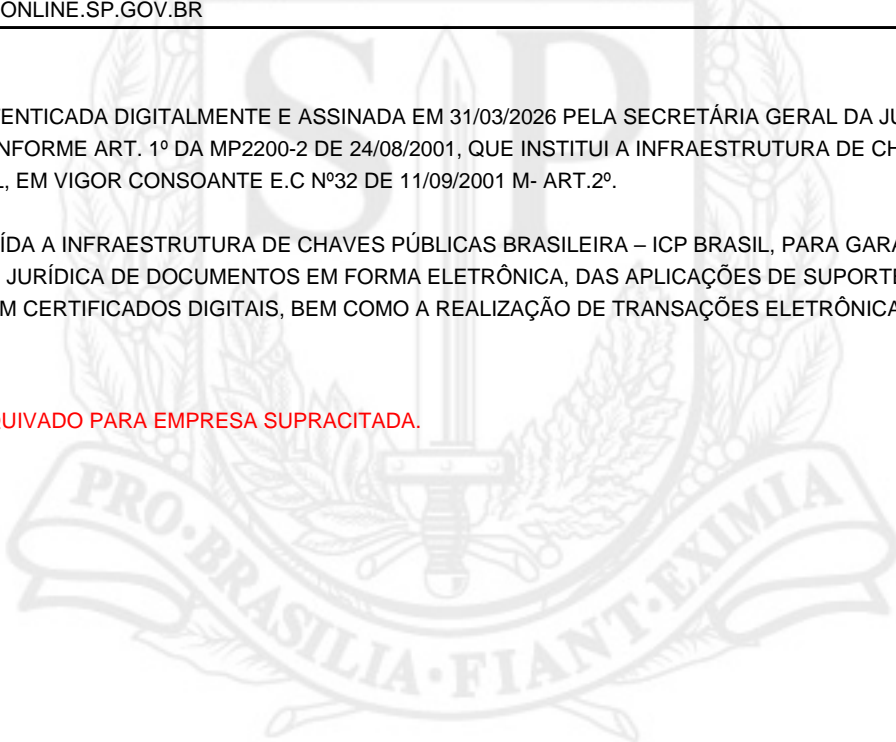 ONLINE.SP.GOV.BR
ENTICADA DIGITALMENTE E ASSINADA EM 31/03/2026 PELA SECRETÁRIA GERAL DA JU
NFORME ART. 1º DA MP2200-2 DE 24/08/2001, QUE INSTITUI A INFRAESTRUTURA DE CH
L, EM VIGOR CONSOANTE E.C Nº32 DE 11/09/2001 M- ART.2º.
ÍDA A INFRAESTRUTURA DE CHAVES PÚBLICAS BRASILEIRA – ICP BRASIL, PARA GARA
JURÍDICA DE DOCUMENTOS EM FORMA ELETRÔNICA, DAS APLICAÇÕES DE SUPORTE
M CERTIFICADOS DIGITAIS, BEM COMO A REALIZAÇÃO DE TRANSAÇÕES ELETRÔNICA
QUIVADO PARA EMPRESA SUPRACITADA.
SP
PRO·BRASILIA·FIANT·EXIMIA